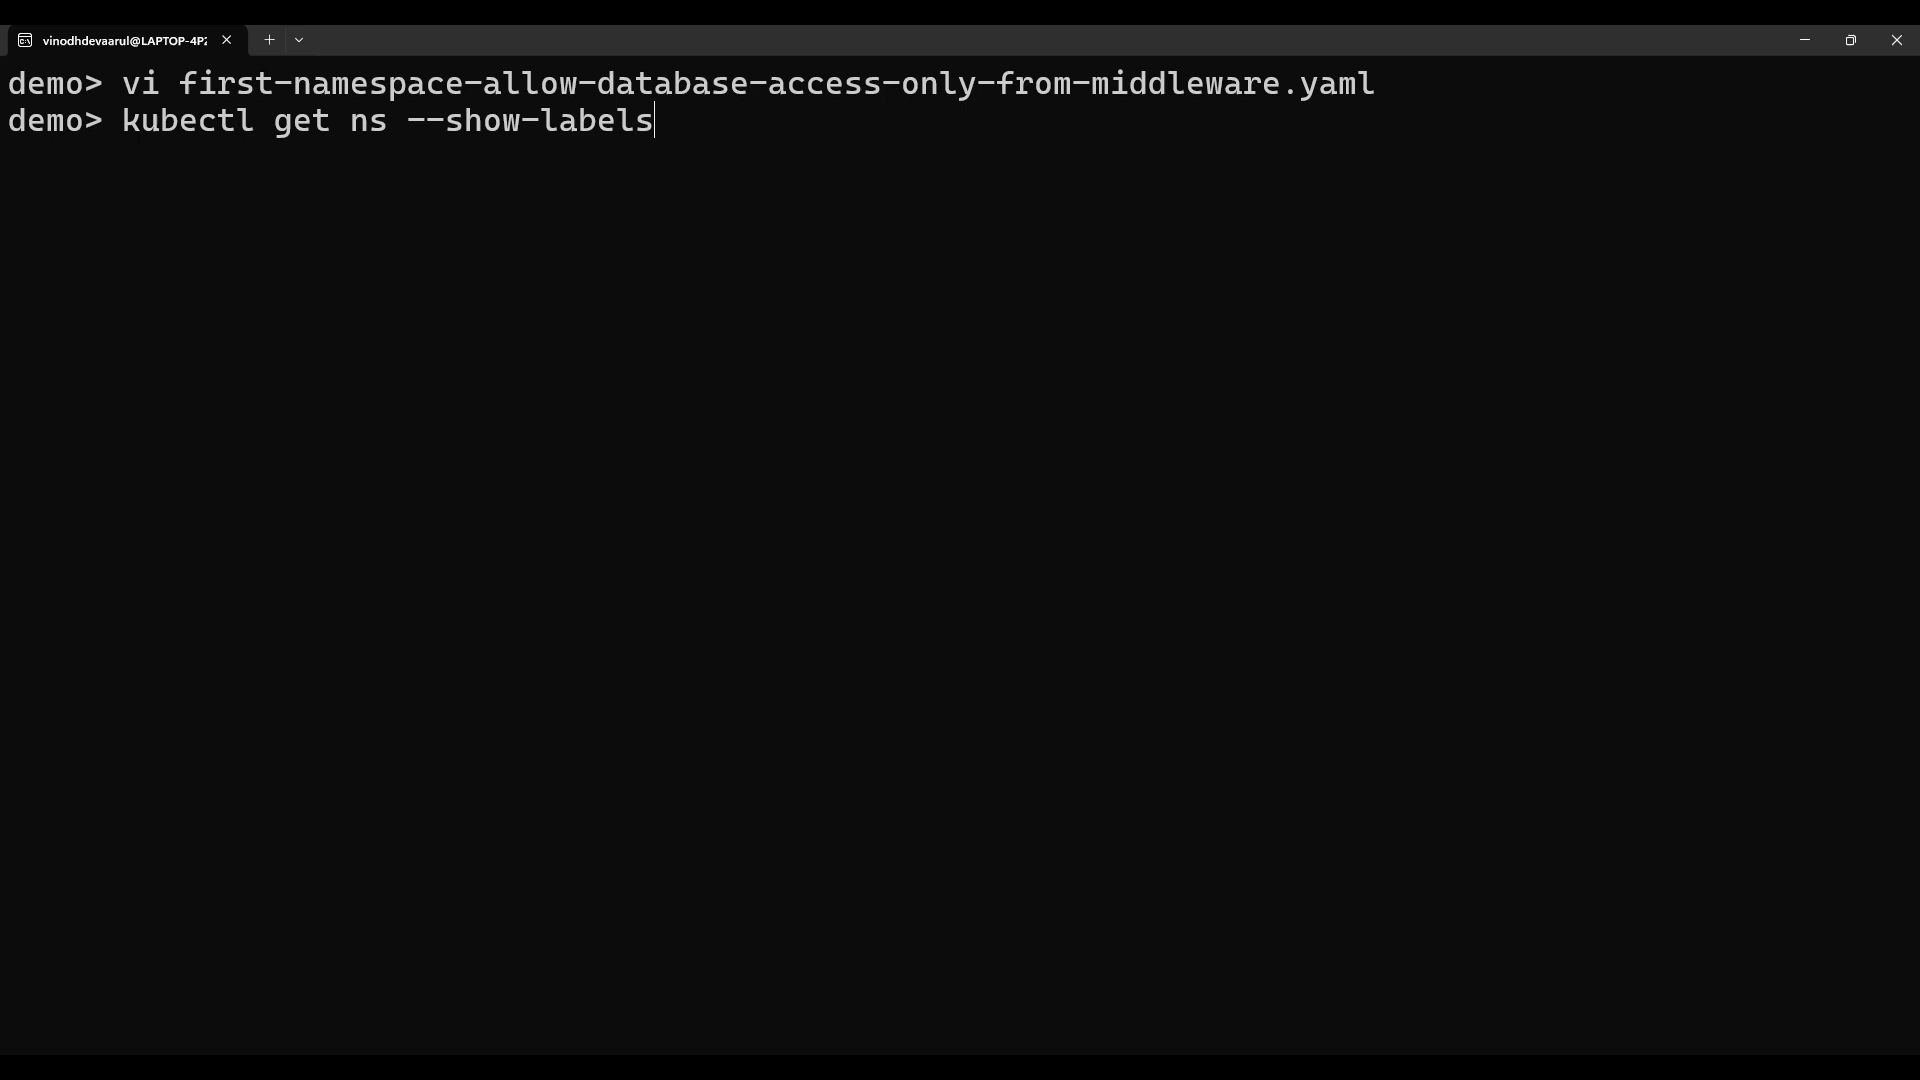 vinodhdevaarul@LAPTOP-4P2
demo> vi first-namespace-allow-database-access-only-from-middleware.yaml
demo> kubectl get ns --show-labels